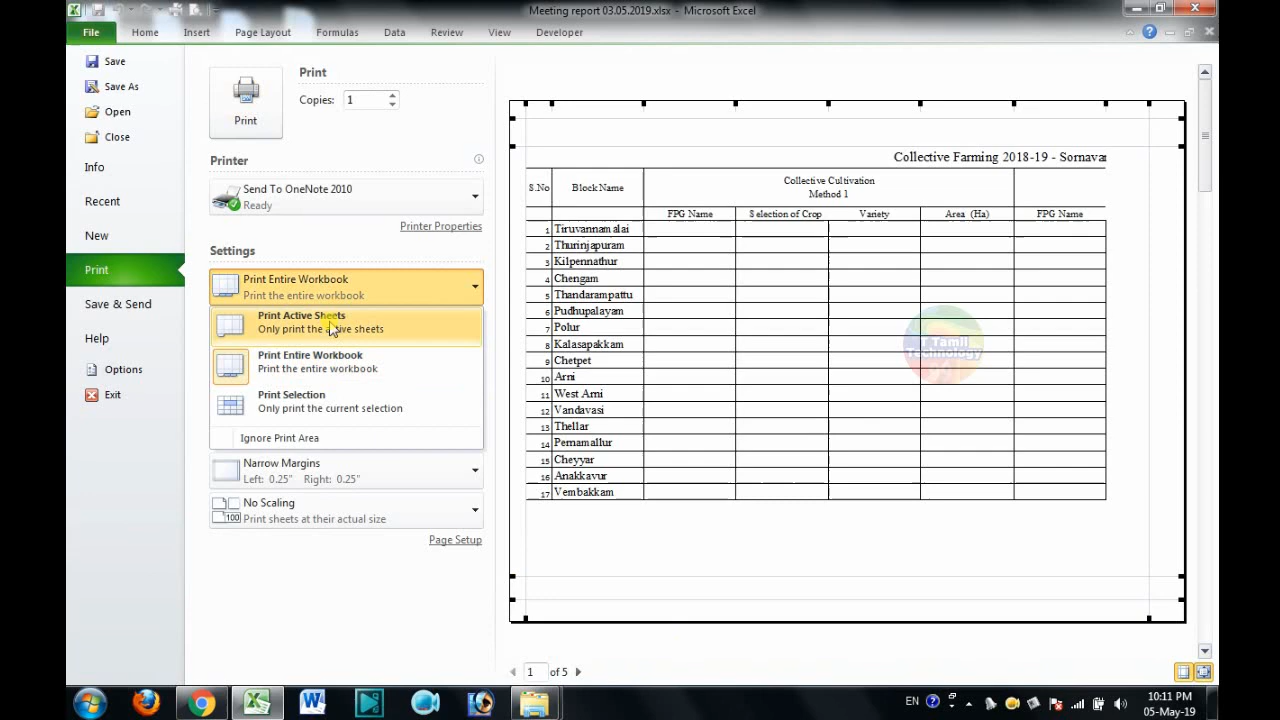 Meeting report 03.05.2019.xlsx - Microsoft Excel
File Home Insert Page Layout Formulas Data Review View Developer
Save
Save As
Open
Close
Info
Recent
New
Print
Save & Send
Help
Options
Exit
Print
Print
Copies: 1
Printer
Send To OneNote 2010
Ready
Printer Properties
Settings
Print Entire Workbook
Print the entire workbook
Print Active Sheets
Only print the active sheets
Print Entire Workbook
Print the entire workbook
Print Selection
Only print the current selection
Ignore Print Area
Narrow Margins
Left: 0.25" Right: 0.25"
No Scaling
100 Print sheets at their actual size
Page Setup
Collective Farming 2018-19 - Sornava
S.No Block Name Collective Cultivation
Method 1
FPG Name Selection of Crop Variety Area (Ha) FPG Name
1 Tiruvannamalai
2 Thurinjapuram
3 Kilpennathur
4 Chengam
5 Thandarampattu
6 Pudhupalayam
7 Polur
8 Kalasapakkam
9 Chetpet
10 Arni
11 West Arni
12 Vandavasi
13 Thellar
14 Pernamallur
15 Cheyyar
16 Anakkavur
17 Vembakkam
IT Tamil
Technology
1 of 5
EN
10:11 PM
05-May-19